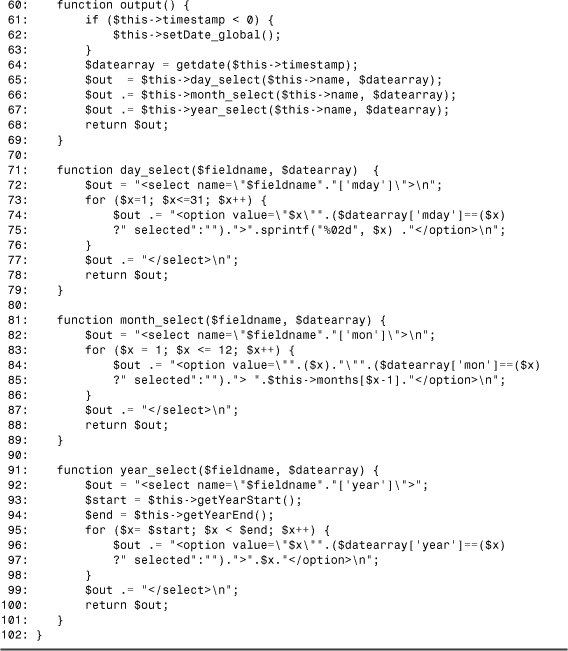 60:    function output() {
61:        if ($this->timestamp < 0) {
62:            $this->setDate_global();
63:        }
64:        $datearray = getdate($this->timestamp);
65:        $out  = $this->day_select($this->name, $datearray);
66:        $out .= $this->month_select($this->name, $datearray);
67:        $out .= $this->year_select($this->name, $datearray);
68:        return $out;
69:    }
70:
71:    function day_select($fieldname, $datearray)  {
72:        $out = "<select name=\"$fieldname"."['mday']\">\n";
73:        for ($x=1; $x<=31; $x++) {
74:            $out .= "<option value=\"$x\"".($datearray['mday']==($x)
75:            ?" selected":"").">".sprintf("%02d", $x) ."</option>\n";
76:        }
77:        $out .= "</select>\n";
78:        return $out;
79:    }
80:
81:    function month_select($fieldname, $datearray) {
82:        $out = "<select name=\"$fieldname"."['mon']\">\n";
83:        for ($x = 1; $x <= 12; $x++) {
84:            $out .= "<option value=\"".($x)."\"".($datearray['mon']==($x)
85:            ?" selected":"")."> ".$this->months[$x-1]."</option>\n";
86:        }
87:        $out .= "</select>\n";
88:        return $out;
89:    }
90:
91:    function year_select($fieldname, $datearray) {
92:        $out = "<select name=\"$fieldname"."['year']\">";
93:        $start = $this->getYearStart();
94:        $end = $this->getYearEnd();
95:        for ($x= $start; $x < $end; $x++) {
96:            $out .= "<option value=\"$x\"".($datearray['year']==($x)
97:            ?" selected":"").">".$x."</option>\n";
98:        }
99:        $out .= "</select>\n";
100:        return $out;
101:    }
102: }